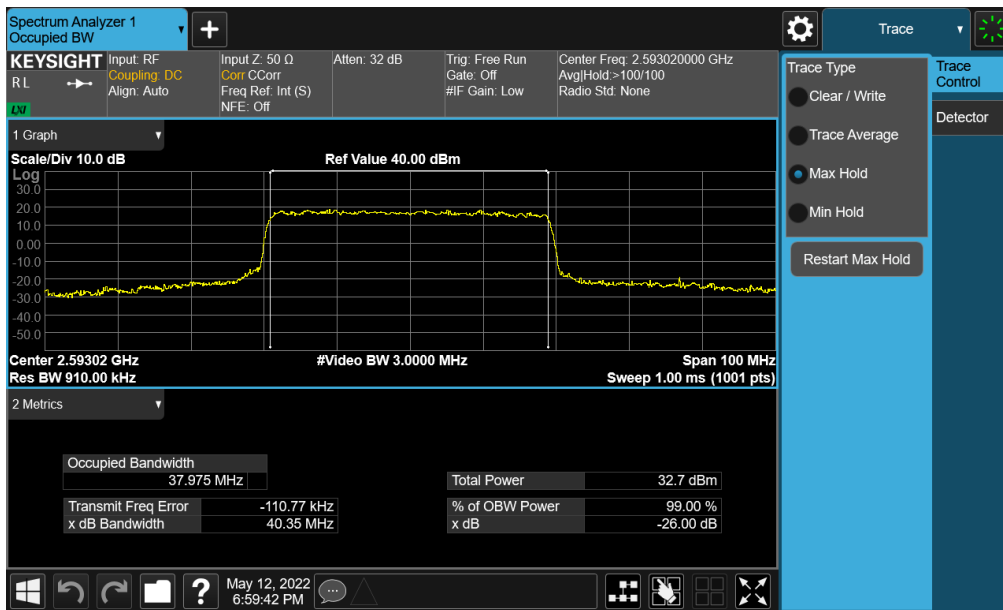 Spectrum Analyzer 1
Occupied BW
+
Trace
KEYSIGHT
R L
LXI
Input: RF
Coupling: DC
Align: Auto
Input Z: 50 Ω
Corr CCorr
Freq Ref: Int (S)
NFE: Off
Atten: 32 dB
Trig: Free Run
Gate: Off
#IF Gain: Low
Center Freq: 2.593020000 GHz
Avg|Hold:>100/100
Radio Std: None
Trace Type
Clear / Write
Trace Average
Max Hold
Min Hold
Restart Max Hold
Trace
Control
Detector
1 Graph
Scale/Div 10.0 dB
Ref Value 40.00 dBm
Log
30.0
20.0
10.0
0.00
-10.0
-20.0
-30.0
-40.0
-50.0
Center 2.59302 GHz
#Video BW 3.0000 MHz
Span 100 MHz
Res BW 910.00 kHz
Sweep 1.00 ms (1001 pts)
2 Metrics
Occupied Bandwidth
37.975 MHz
Total Power 32.7 dBm
Transmit Freq Error -110.77 kHz
% of OBW Power 99.00 %
x dB Bandwidth 40.35 MHz
x dB -26.00 dB
?
May 12, 2022
6:59:42 PM